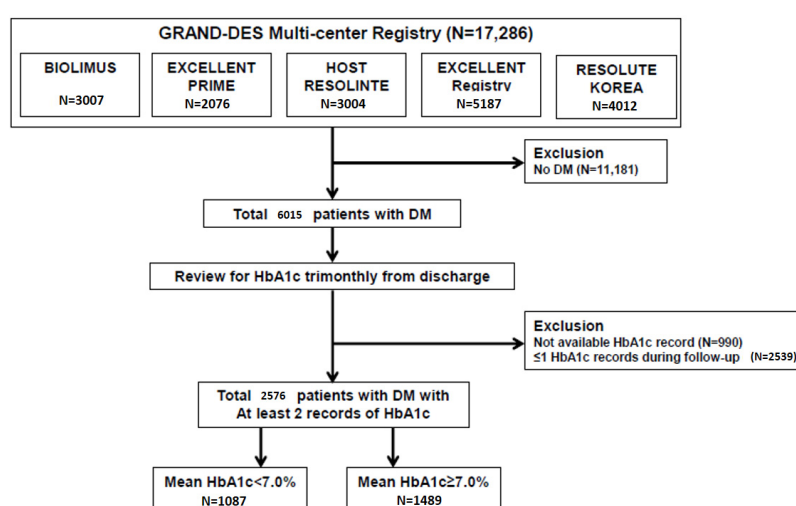 GRAND-DES Multi-center Registry (N=17,286)
BIOLIMUS
N=3007
EXCELLENT
PRIME
N=2076
HOST
RESOLINTE
N=3004
EXCELLENT
Registry
N=5187
RESOLUTE
KOREA
N=4012
Exclusion
No DM (N=11,181)
Total 6015 patients with DM
Review for HbA1c trimonthly from discharge
Exclusion
Not available HbA1c record (N=990)
≤1 HbA1c records during follow-up (N=2539)
Total 2576 patients with DM with
At least 2 records of HbA1c
Mean HbA1c<7.0%
N=1087
Mean HbA1c≥7.0%
N=1489